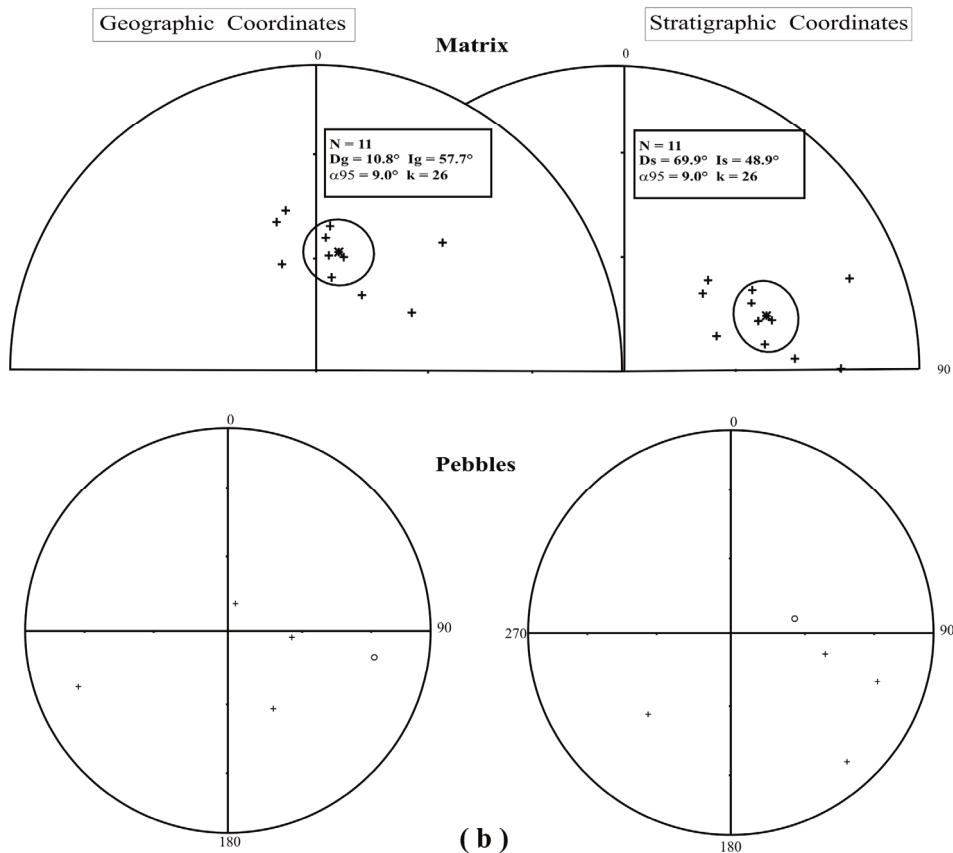 Geographic Coordinates
Stratigraphic Coordinates
Matrix
0
0
N = 11
Dg = 10.8° Ig = 57.7°
α95 = 9.0° k = 26
N = 11
Ds = 69.9° Is = 48.9°
α95 = 9.0° k = 26
90
0
0
Pebbles
90
270
90
180
180
( b )